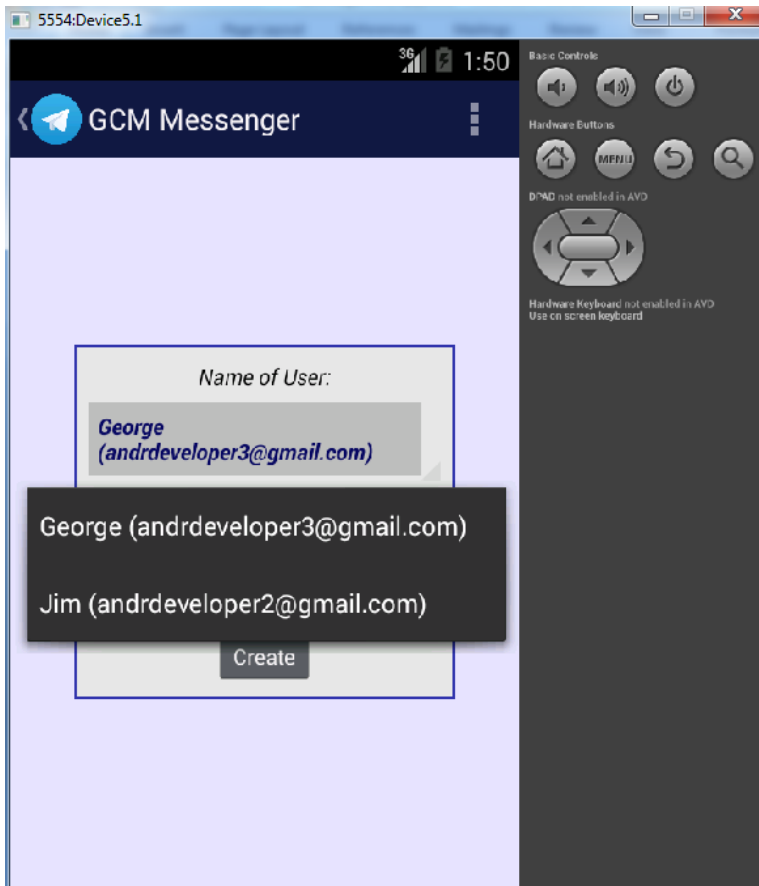 5554:Device5.1
3G 1:50
GCM Messenger
Name of User:
George
(andrdeveloper3@gmail.com)
George (andrdeveloper3@gmail.com)
Jim (andrdeveloper2@gmail.com)
Create
Basic Controls
Hardware Buttons
MENU
DPAD not enabled in AVD
Hardware Keyboard not enabled in AVD
Use on screen keyboard